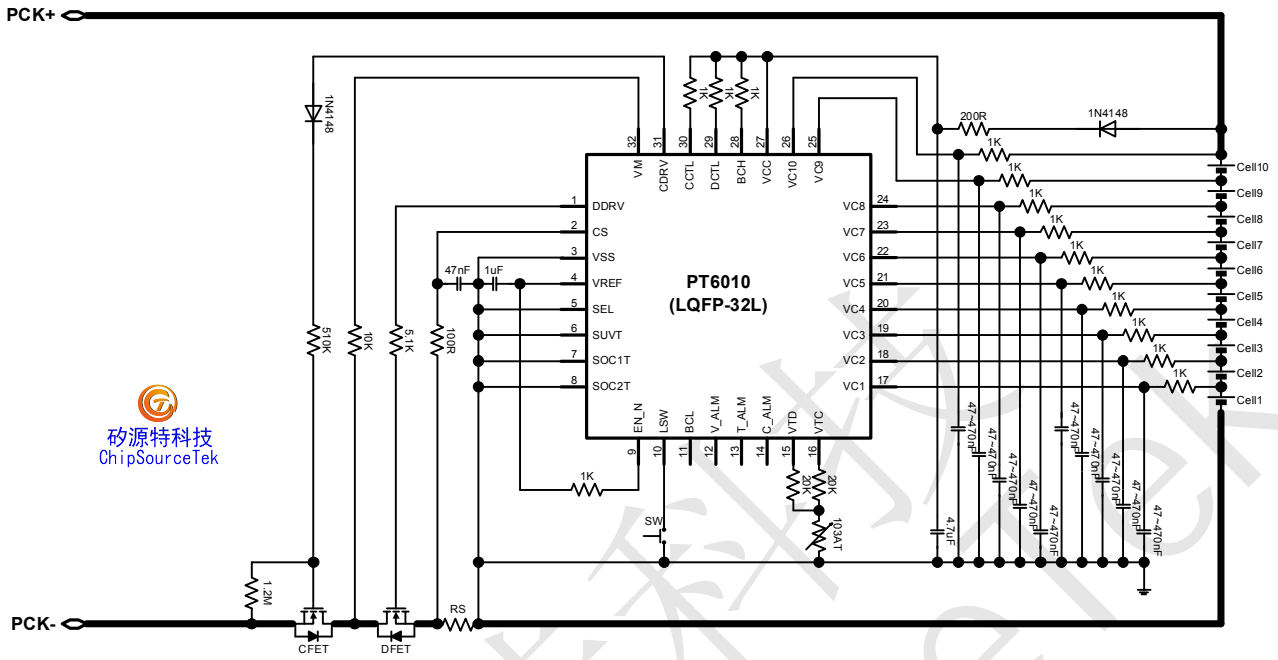 PCK+
1N4148
1K
1K
1K
200R
1N4148
32
31
30
29
28
27
26
25
VM
CDRV
CCTL
DCTL
BCH
VCC
VC10
VC9
1K
1K
1K
1K
1K
1K
1K
1K
1K
1K
Cell10
Cell9
Cell8
Cell7
Cell6
Cell5
Cell4
Cell3
Cell2
Cell1
1 DDRV
2 CS
3 VSS
4 VREF
5 SEL
6 SUVT
7 SOC1T
8 SOC2T
PT6010
(LQFP-32L)
VC8 24
VC7 23
VC6 22
VC5 21
VC4 20
VC3 19
VC2 18
VC1 17
47nF
1uF
510K
10K
5.1K
100R
EN_N
LSW
BCL
V_ALM
T_ALM
C_ALM
VTD
VTC
9
10
11
12
13
14
15
16
矽源特科技
ChipSourceTek
1K
20K
20K
SW
103AT
4.7uF
47~470nF
47~470nF
47~470nF
47~470nF
47~470nF
47~470nF
47~470nF
47~470nF
47~470nF
47~470nF
1.2M
RS
PCK-
CFET
DFET